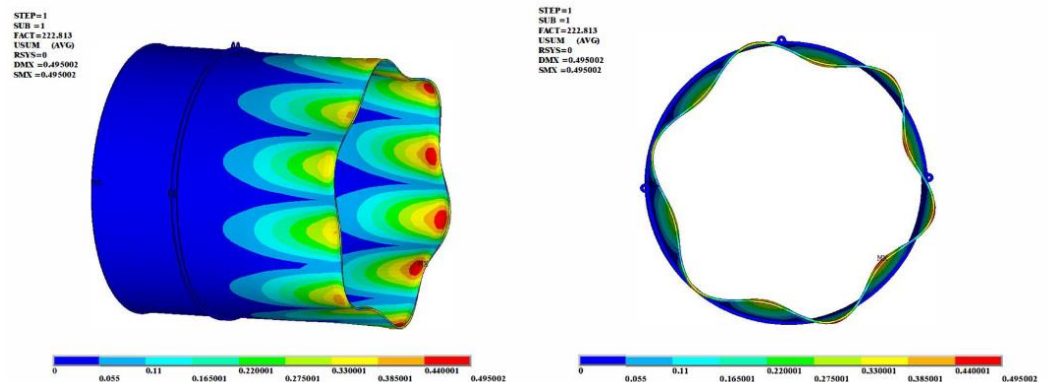 STEP=1
SUB =1
FACT=222.813
USUM (AVG)
RSYS=0
DMX =0.495002
SMX =0.495002
0 0.055 0.11 0.165001 0.220001 0.275001 0.330001 0.385001 0.440001 0.495002
STEP=1
SUB =1
FACT=222.813
USUM (AVG)
RSYS=0
DMX =0.495002
SMX =0.495002
MX
0 0.055 0.11 0.165001 0.220001 0.275001 0.330001 0.385001 0.440001 0.495002